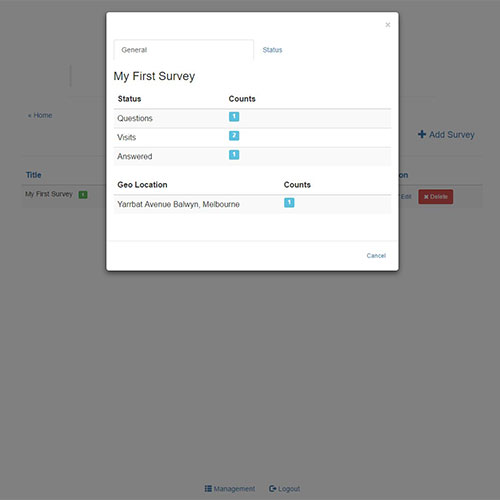 ×
General Status
My First Survey
Status Counts
Questions 1
Visits 2
Answered 1
Geo Location Counts
Yarrbat Avenue Balwyn, Melbourne 1
Cancel
« Home
Add Survey
Title on
My First Survey 1 Edit × Delete
Management Logout